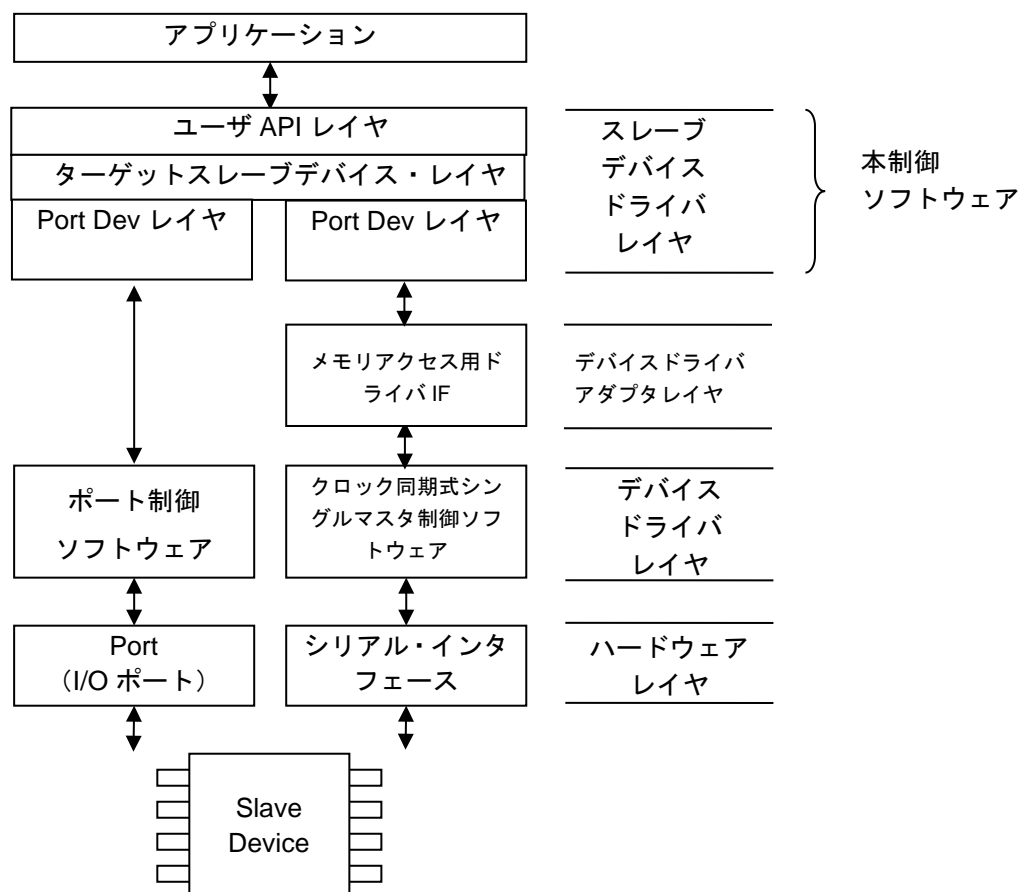 アプリケーション
ユーザ API レイヤ
ターゲットスレーブデバイス・レイヤ
Port Dev レイヤ
Port Dev レイヤ
スレーブ
デバイス
ドライバ
レイヤ
本制御
ソフトウェア
メモリアクセス用ド
ライバ IF
デバイスドライバ
アダプタレイヤ
ポート制御
ソフトウェア
クロック同期式シン
グルマスタ制御ソフ
トウェア
デバイス
ドライバ
レイヤ
Port
(I/O ポート)
シリアル・インタ
フェース
ハードウェア
レイヤ
Slave
Device